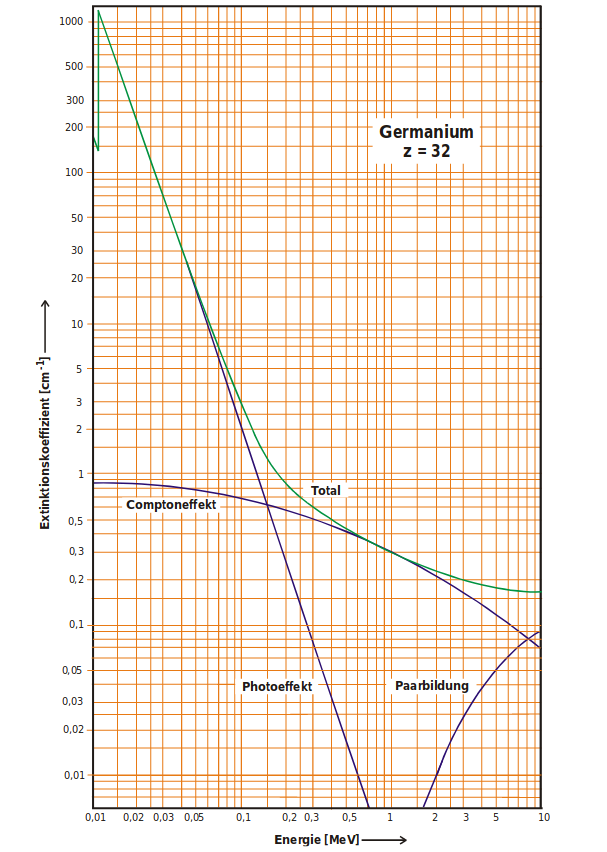 1000
500
300
200
100
50
30
20
10
5
3
2
1
0,5
0,3
0,2
0,1
0,05
0,03
0,02
0,01
Extinktionskoeffizient [cm⁻¹]
Germanium
z = 32
Total
Comptoneffekt
Photoeffekt
Paarbildung
0,01 0,02 0,03 0,05 0,1 0,2 0,3 0,5 1 2 3 5 10
Energie [MeV]